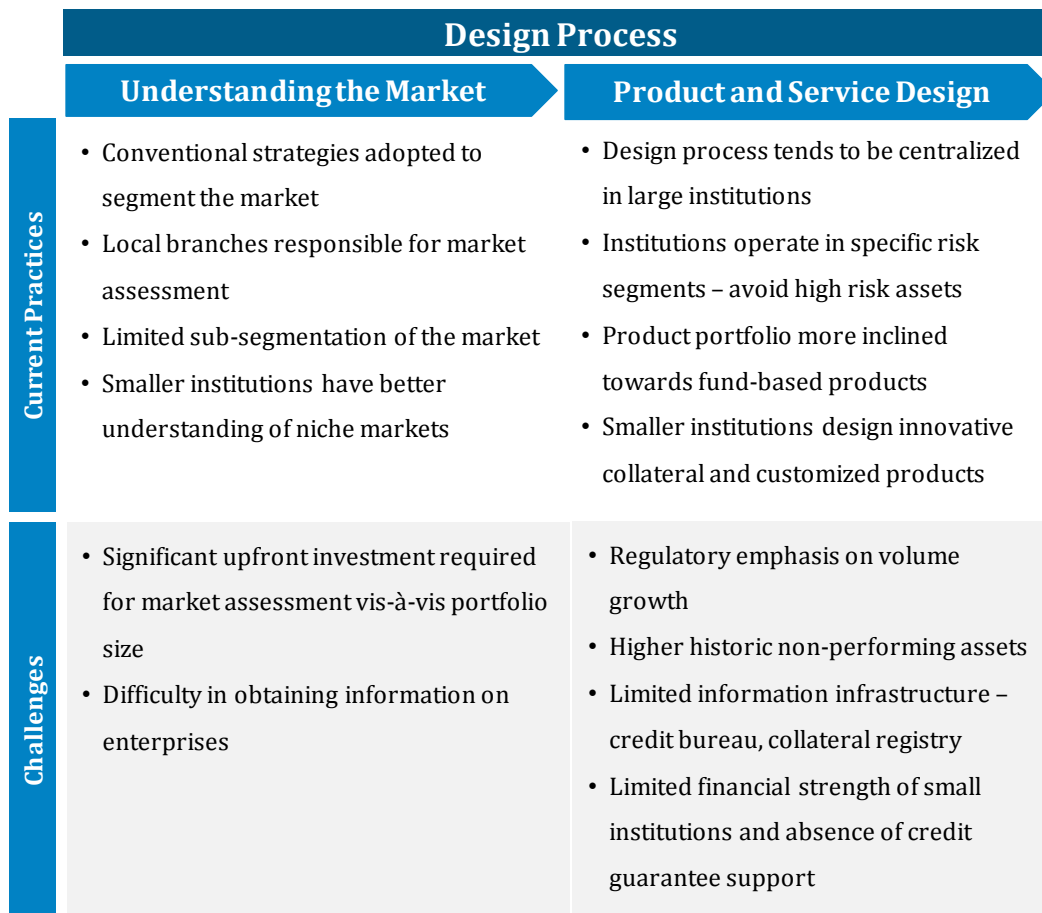 Design Process
Understanding the Market
Product and Service Design
Current Practices
• Conventional strategies adopted to
segment the market
• Local branches responsible for market
assessment
• Limited sub-segmentation of the market
• Smaller institutions have better
understanding of niche markets
• Design process tends to be centralized
in large institutions
• Institutions operate in specific risk
segments – avoid high risk assets
• Product portfolio more inclined
towards fund-based products
• Smaller institutions design innovative
collateral and customized products
Challenges
• Significant upfront investment required
for market assessment vis-à-vis portfolio
size
• Difficulty in obtaining information on
enterprises
• Regulatory emphasis on volume
growth
• Higher historic non-performing assets
• Limited information infrastructure –
credit bureau, collateral registry
• Limited financial strength of small
institutions and absence of credit
guarantee support